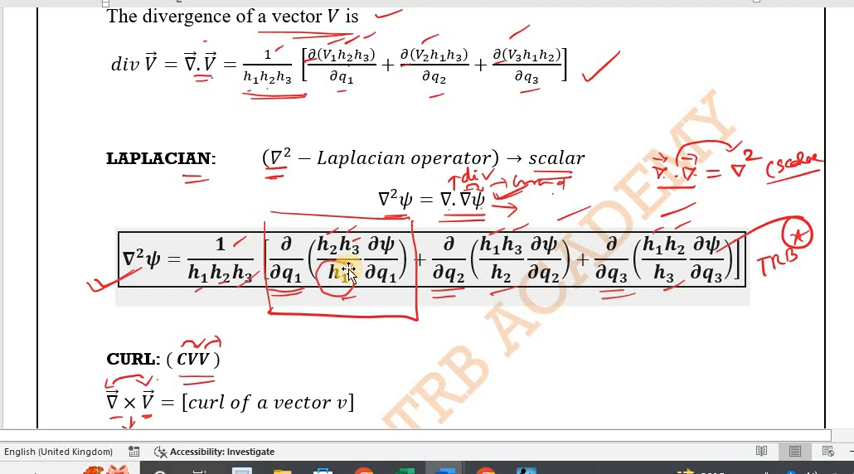 The divergence of a vector V is
div V⃗ = ∇⃗.V⃗ = 1/(h₁h₂h₃) [∂(V₁h₂h₃)/∂q₁ + ∂(V₂h₁h₃)/∂q₂ + ∂(V₃h₁h₂)/∂q₃]
LAPLACIAN: (∇² − Laplacian operator) → scalar
∇⃗.∇⃗ = ∇² (scalar
div
∇²ψ = ∇.∇ψ
∇²ψ = 1/(h₁h₂h₃) [∂/∂q₁ (h₂h₃/h₁ ∂ψ/∂q₁) + ∂/∂q₂ (h₁h₃/h₂ ∂ψ/∂q₂) + ∂/∂q₃ (h₁h₂/h₃ ∂ψ/∂q₃)]
TRB
TRB ACADEMY
CURL: (CVV)
∇⃗ × V⃗ = [curl of a vector v]
English (United Kingdom) Accessibility: Investigate